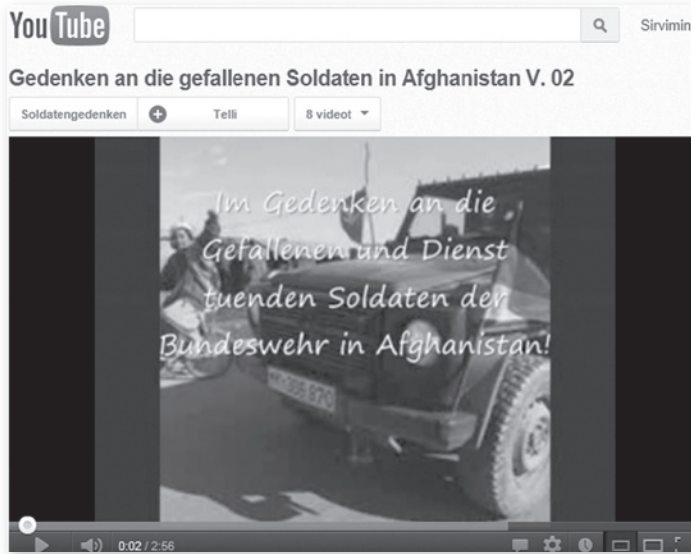 YouTube
Sirvimin
Gedenken an die gefallenen Soldaten in Afghanistan V. 02
Soldatengedenken Telli 8 videot
Im Gedenken an die
Gefallenen und Dienst
tuenden Soldaten der
Bundeswehr in Afghanistan!
0:02 / 2:56